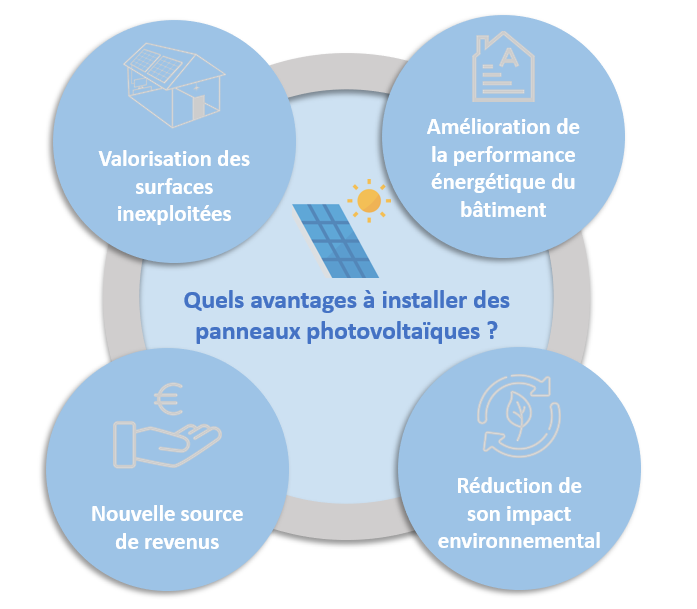 Valorisation des
surfaces
inexploitées
A
Amélioration de
la performance
énergétique du
bâtiment
Quels avantages à installer des
panneaux photovoltaïques ?
€
Nouvelle source
de revenus
Réduction de
son impact
environnemental